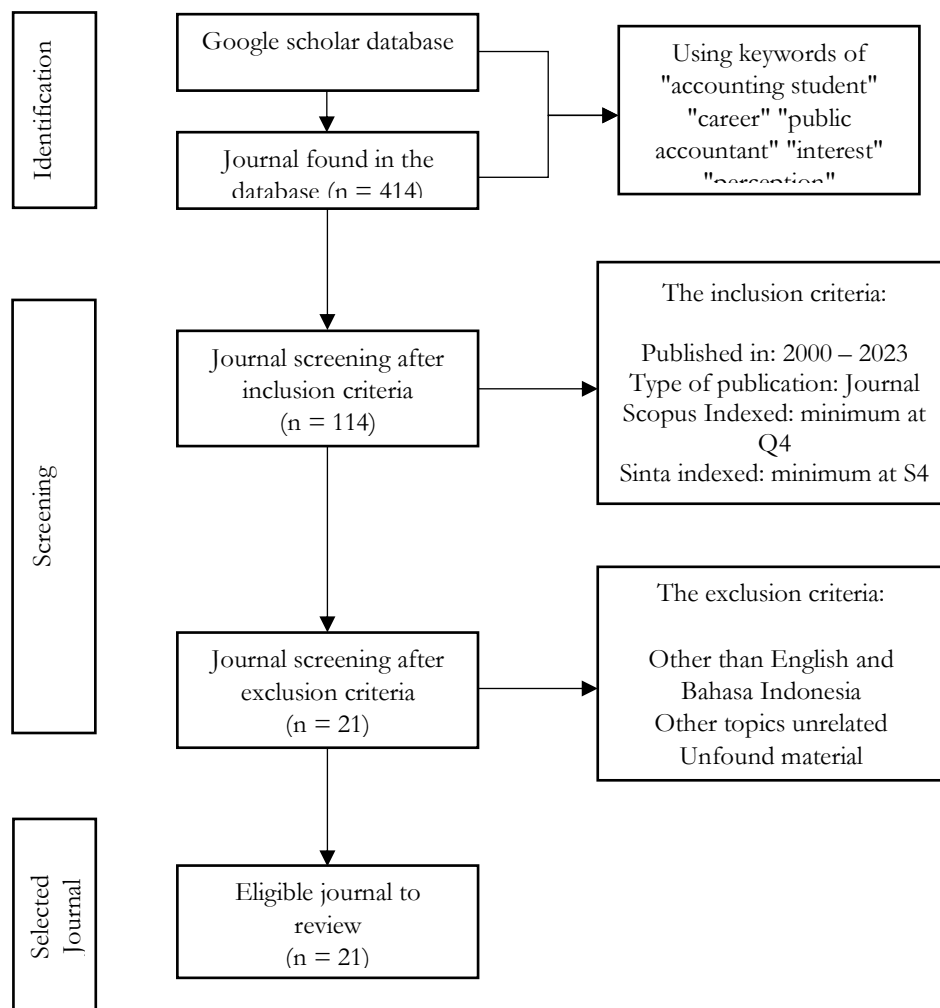 Identification
Google scholar database
Using keywords of
"accounting student"
"career" "public
accountant" "interest"
"perception"
Journal found in the
database (n = 414)
Screening
Journal screening after
inclusion criteria
(n = 114)
The inclusion criteria:
Published in: 2000 – 2023
Type of publication: Journal
Scopus Indexed: minimum at
Q4
Sinta indexed: minimum at S4
Journal screening after
exclusion criteria
(n = 21)
The exclusion criteria:
Other than English and
Bahasa Indonesia
Other topics unrelated
Unfound material
Selected
Journal
Eligible journal to
review
(n = 21)